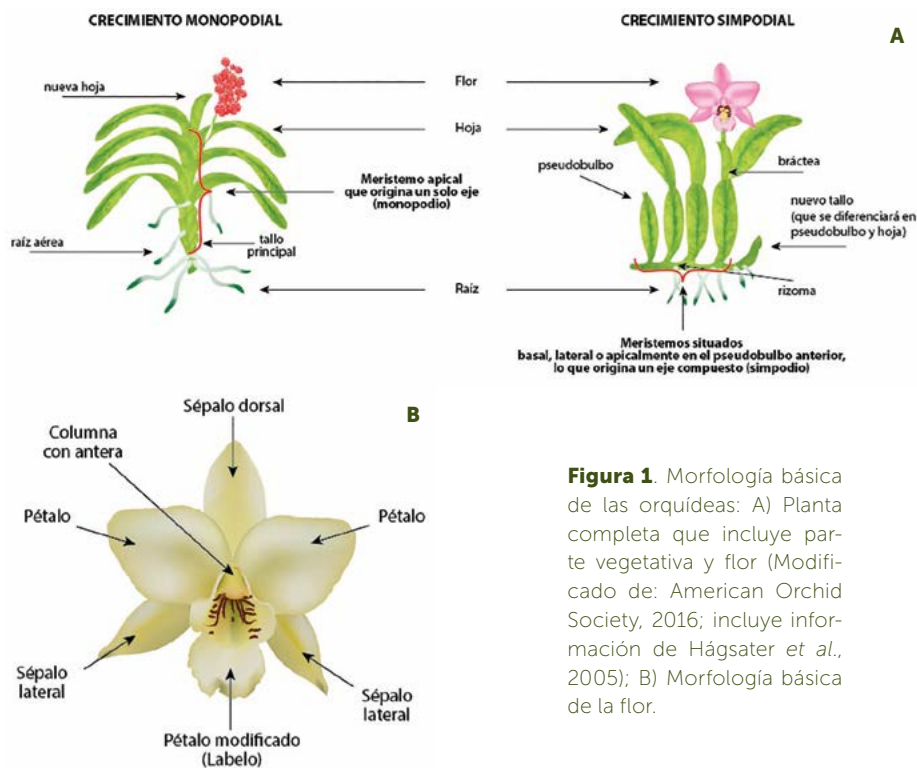 CRECIMIENTO MONOPODIAL
CRECIMIENTO SIMPODIAL
A
nueva hoja
Flor
Hoja
Meristemo apical
que origina un solo eje
(monopodio)
raíz aérea
tallo
principal
Raíz
pseudobulbo
bráctea
nuevo tallo
(que se diferenciará en
pseudobulbo y hoja)
rizoma
Meristemos situados
basal, lateral o apicalmente en el pseudobulbo anterior,
lo que origina un eje compuesto (simpodio)
B
Sépalo dorsal
Columna
con antera
Pétalo
Pétalo
Sépalo
lateral
Sépalo
lateral
Pétalo modificado
(Labelo)
Figura 1. Morfología básica
de las orquídeas: A) Planta
completa que incluye par-
te vegetativa y flor (Modifi-
cado de: American Orchid
Society, 2016; incluye infor-
mación de Hágsater et al.,
2005); B) Morfología básica
de la flor.